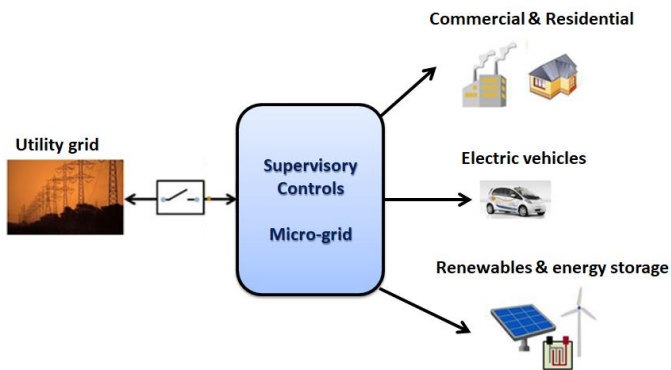 Commercial & Residential
Utility grid
Supervisory
Controls
Micro-grid
Electric vehicles
Renewables & energy storage